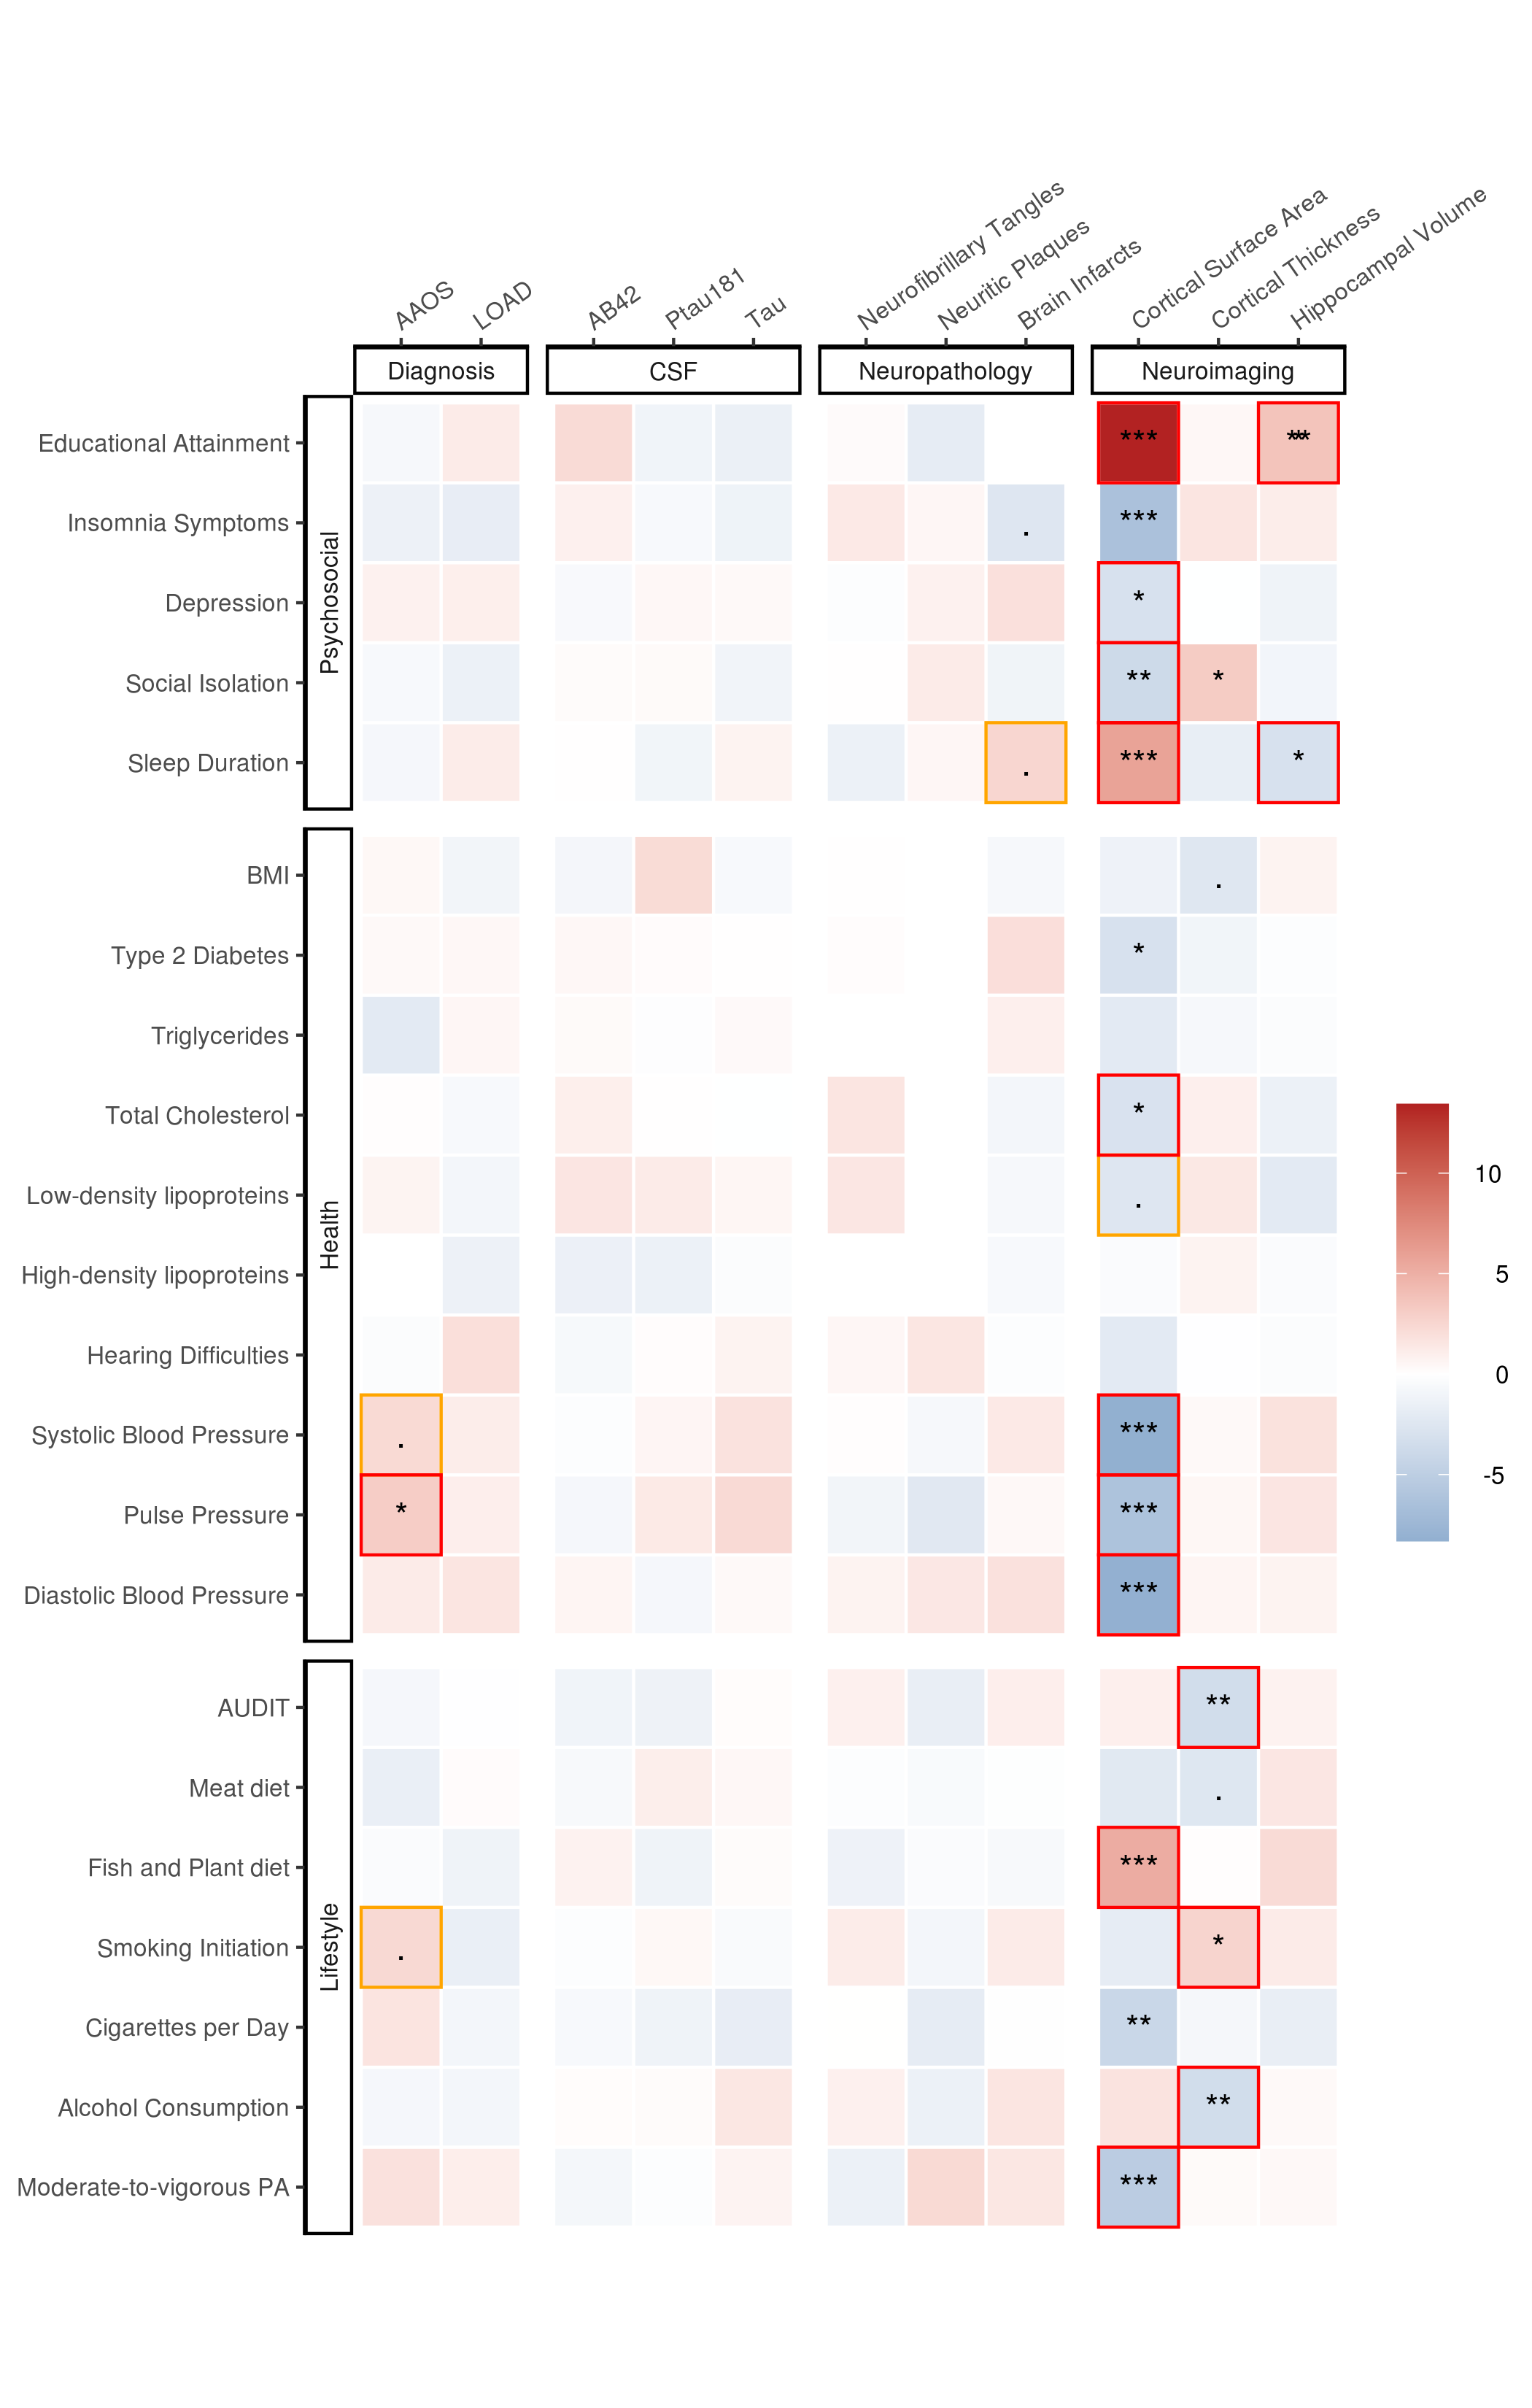 AAOS LOAD AB42 Ptau181 Tau Neurofibrillary Tangles Neuritic Plaques Brain Infarcts Cortical Surface Area Cortical Thickness Hippocampal Volume
Diagnosis CSF Neuropathology Neuroimaging
Psychosocial
Educational Attainment *** ***
Insomnia Symptoms . ***
Depression *
Social Isolation ** *
Sleep Duration . *** *
Health
BMI .
Type 2 Diabetes *
Triglycerides
Total Cholesterol *
Low-density lipoproteins .
High-density lipoproteins
Hearing Difficulties
Systolic Blood Pressure . ***
Pulse Pressure * ***
Diastolic Blood Pressure ***
Lifestyle
AUDIT **
Meat diet .
Fish and Plant diet ***
Smoking Initiation . *
Cigarettes per Day **
Alcohol Consumption **
Moderate-to-vigorous PA ***
10
5
0
-5